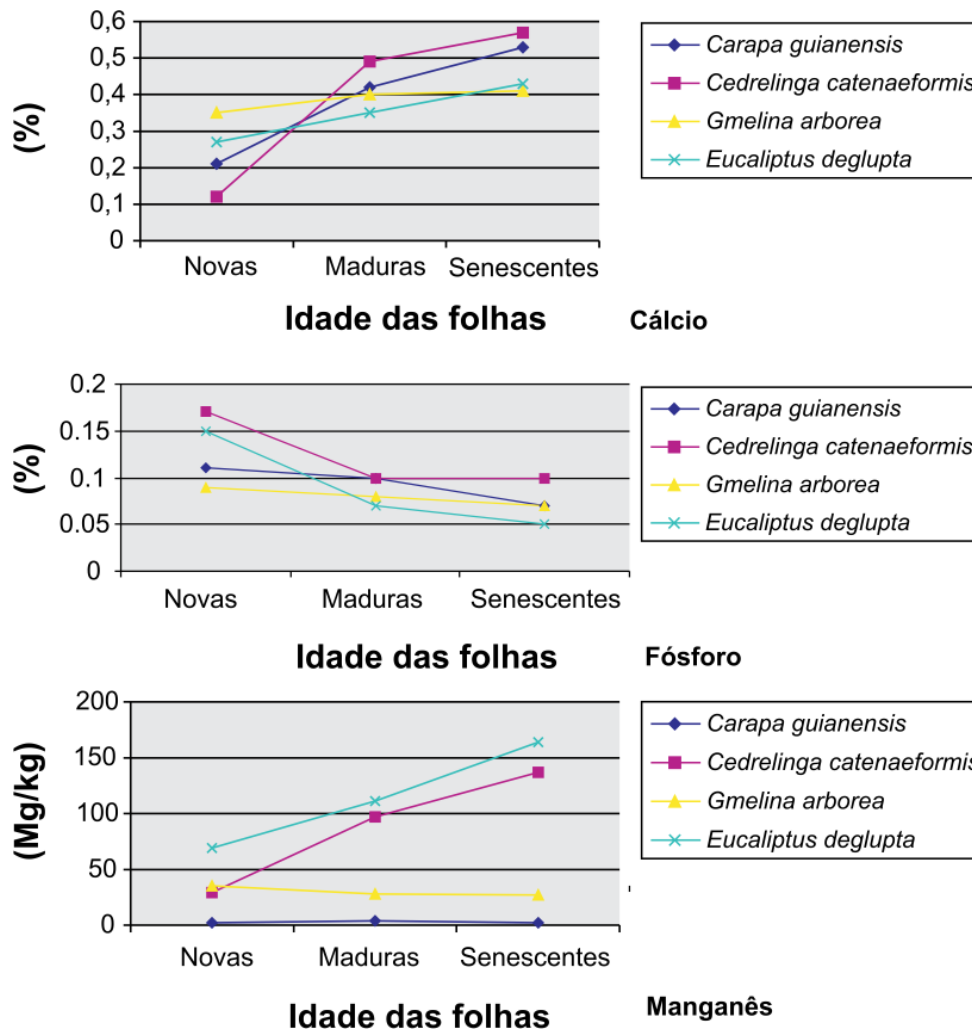 0,6
0,5
0,4
0,3
0,2
0,1
0
(%)
Novas Maduras Senescentes
Idade das folhas Cálcio
Carapa guianensis
Cedrelinga catenaeformis
Gmelina arborea
Eucaliptus deglupta
0.2
0.15
0.1
0.05
0
(%)
Novas Maduras Senescentes
Idade das folhas Fósforo
Carapa guianensis
Cedrelinga catenaeformis
Gmelina arborea
Eucaliptus deglupta
200
150
100
50
0
(Mg/kg)
Novas Maduras Senescentes
Idade das folhas Manganês
Carapa guianensis
Cedrelinga catenaeformis
Gmelina arborea
Eucaliptus deglupta